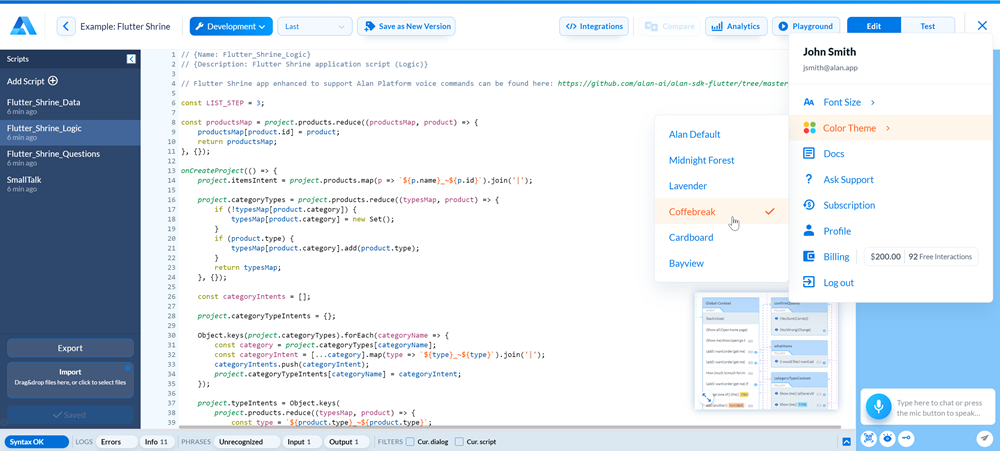 Example: Flutter Shrine
Development
Last
Save as New Version
Integrations
Compare
Analytics
Playground
Edit
Test
Scripts
Add Script
Flutter_Shrine_Data
6 min ago
Flutter_Shrine_Logic
6 min ago
Flutter_Shrine_Questions
6 min ago
SmallTalk
6 min ago
Export
Import
Drag&drop files here, or click to select files
Saved
1 // {Name: Flutter_Shrine_Logic}
2 // {Description: Flutter Shrine application script (Logic)}
3
4 // Flutter Shrine app enhanced to support Alan Platform voice commands can be found here: https://github.com/alan-ai/alan-sdk-flutter/tree/master
5
6 const LIST_STEP = 3;
7
8 const productsMap = project.products.reduce((productsMap, product) => {
9 productsMap[product.id] = product;
10 return productsMap;
11 }, {});
12
13 onCreateProject(() => {
14 project.itemsIntent = project.products.map(p => `${p.name}_~${p.id}`).join('|');
15
16 project.categoryTypes = project.products.reduce((typesMap, product) => {
17 if (!typesMap[product.category]) {
18 typesMap[product.category] = new Set();
19 }
20 if (product.type) {
21 typesMap[product.category].add(product.type);
22 }
23 return typesMap;
24 }, {});
25
26 const categoryIntents = [];
27
28 project.categoryTypeIntents = {};
29
30 Object.keys(project.categoryTypes).forEach(categoryName => {
31 const category = project.categoryTypes[categoryName];
32 const categoryIntent = [...category].map(type => `${type}_~${type}`).join('|');
33 categoryIntents.push(categoryIntent);
34 project.categoryTypeIntents[categoryName] = categoryIntent;
35 });
36
37 project.typeIntents = Object.keys(
38 project.products.reduce((typesMap, product) => {
39 const type = `${product.type}_~${product.type}`;
Alan Default
Midnight Forest
Lavender
Coffebreak
Cardboard
Bayview
John Smith
jsmith@alan.app
Font Size
Color Theme
Docs
Ask Support
Subscription
Profile
Billing $200.00 92 Free Interactions
Log out
Global Context
Type here to chat or press
the mic button to speak...
Syntax OK
LOGS
Errors
Info 11
PHRASES
Unrecognized
Input 1
Output 1
FILTERS
Cur. dialog
Cur. script